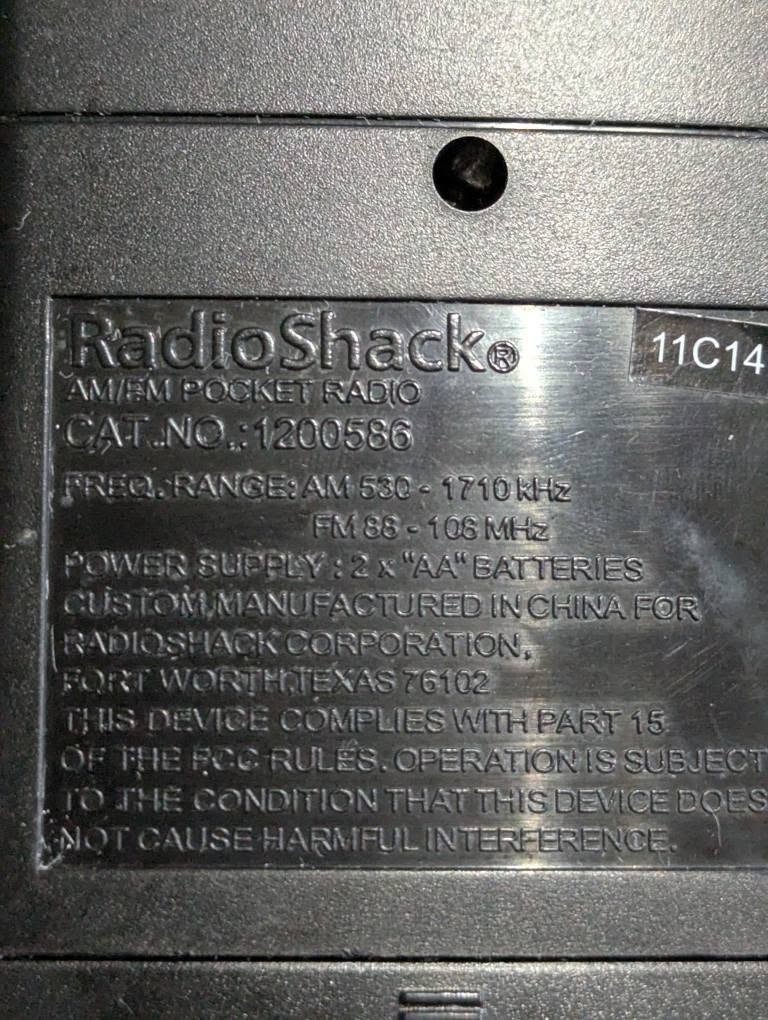 RadioShack®
11C14
AM/FM POCKET RADIO
CAT.NO.:1200586
FREQ. RANGE: AM 530 - 1710 kHz
FM 88 - 108 MHz
POWER SUPPLY : 2 x "AA" BATTERIES
CUSTOM MANUFACTURED IN CHINA FOR
RADIOSHACK CORPORATION,
FORT WORTH,TEXAS 76102
THIS DEVICE COMPLIES WITH PART 15
OF THE FCC RULES. OPERATION IS SUBJECT
TO THE CONDITION THAT THIS DEVICE DOES
NOT CAUSE HARMFUL INTERFERENCE.